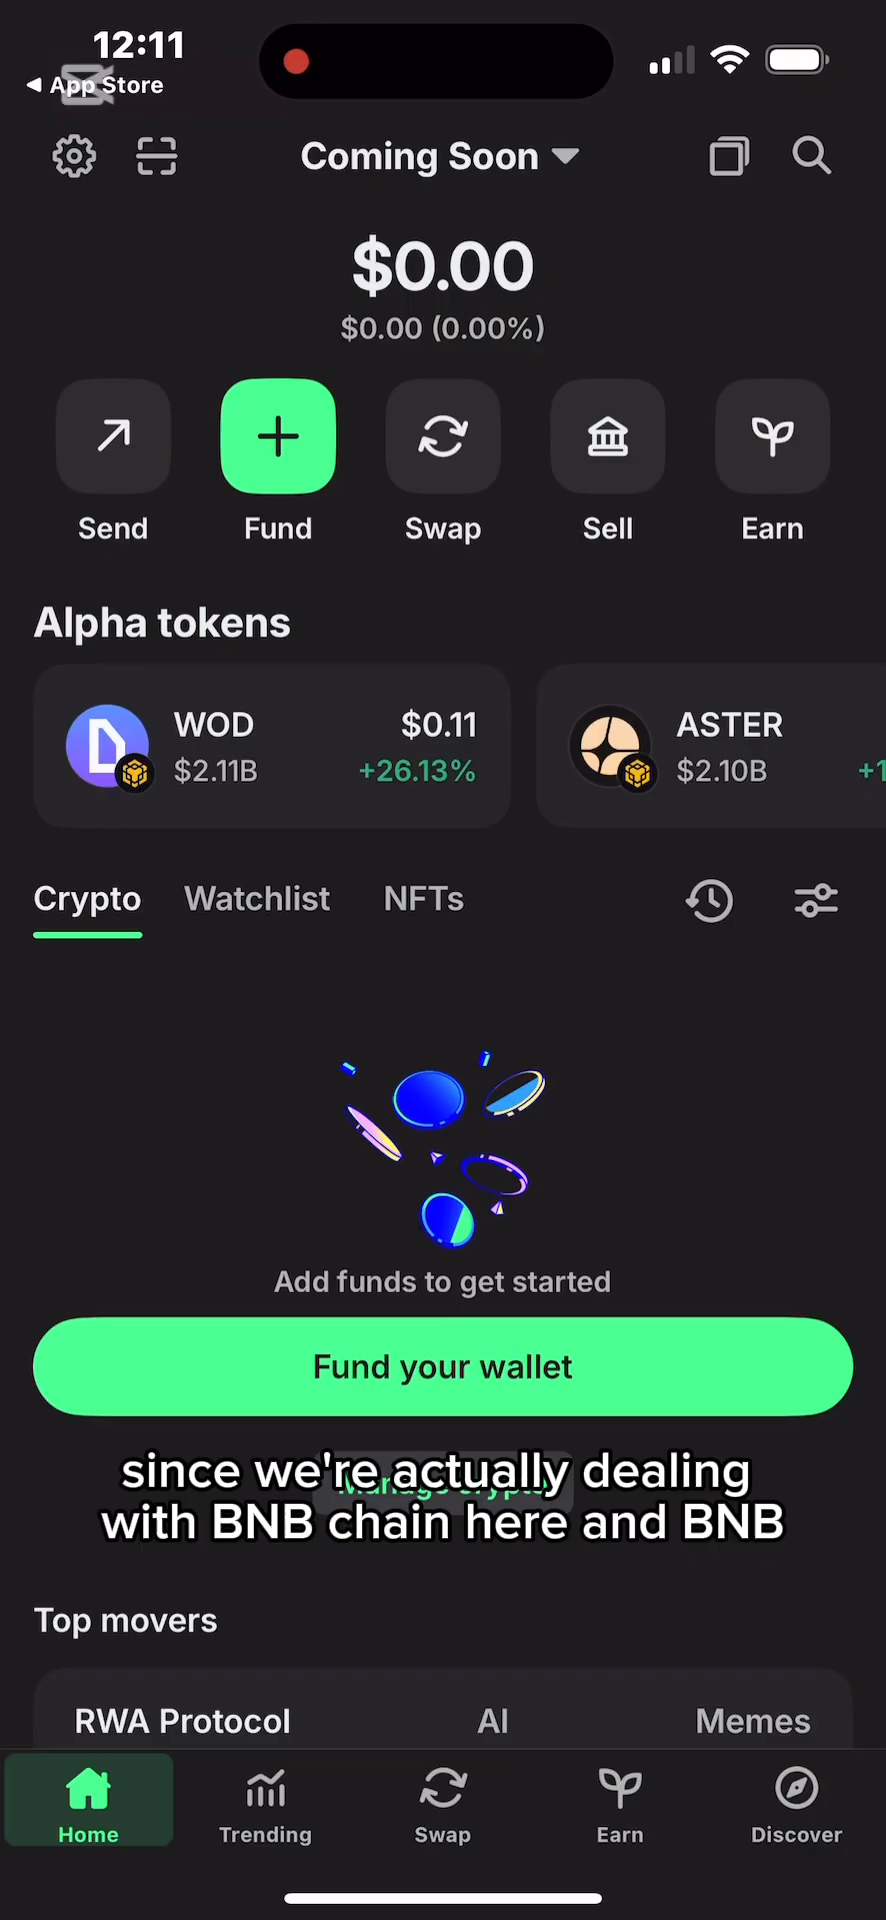 12:11
App Store
Coming Soon
$0.00
$0.00 (0.00%)
Send Fund Swap Sell Earn
Alpha tokens
WOD $0.11 ASTER
$2.11B +26.13% $2.10B +1
Crypto Watchlist NFTs
Add funds to get started
Fund your wallet
Manage crypto
since we're actually dealing
with BNB chain here and BNB
Top movers
RWA Protocol AI Memes
Home Trending Swap Earn Discover